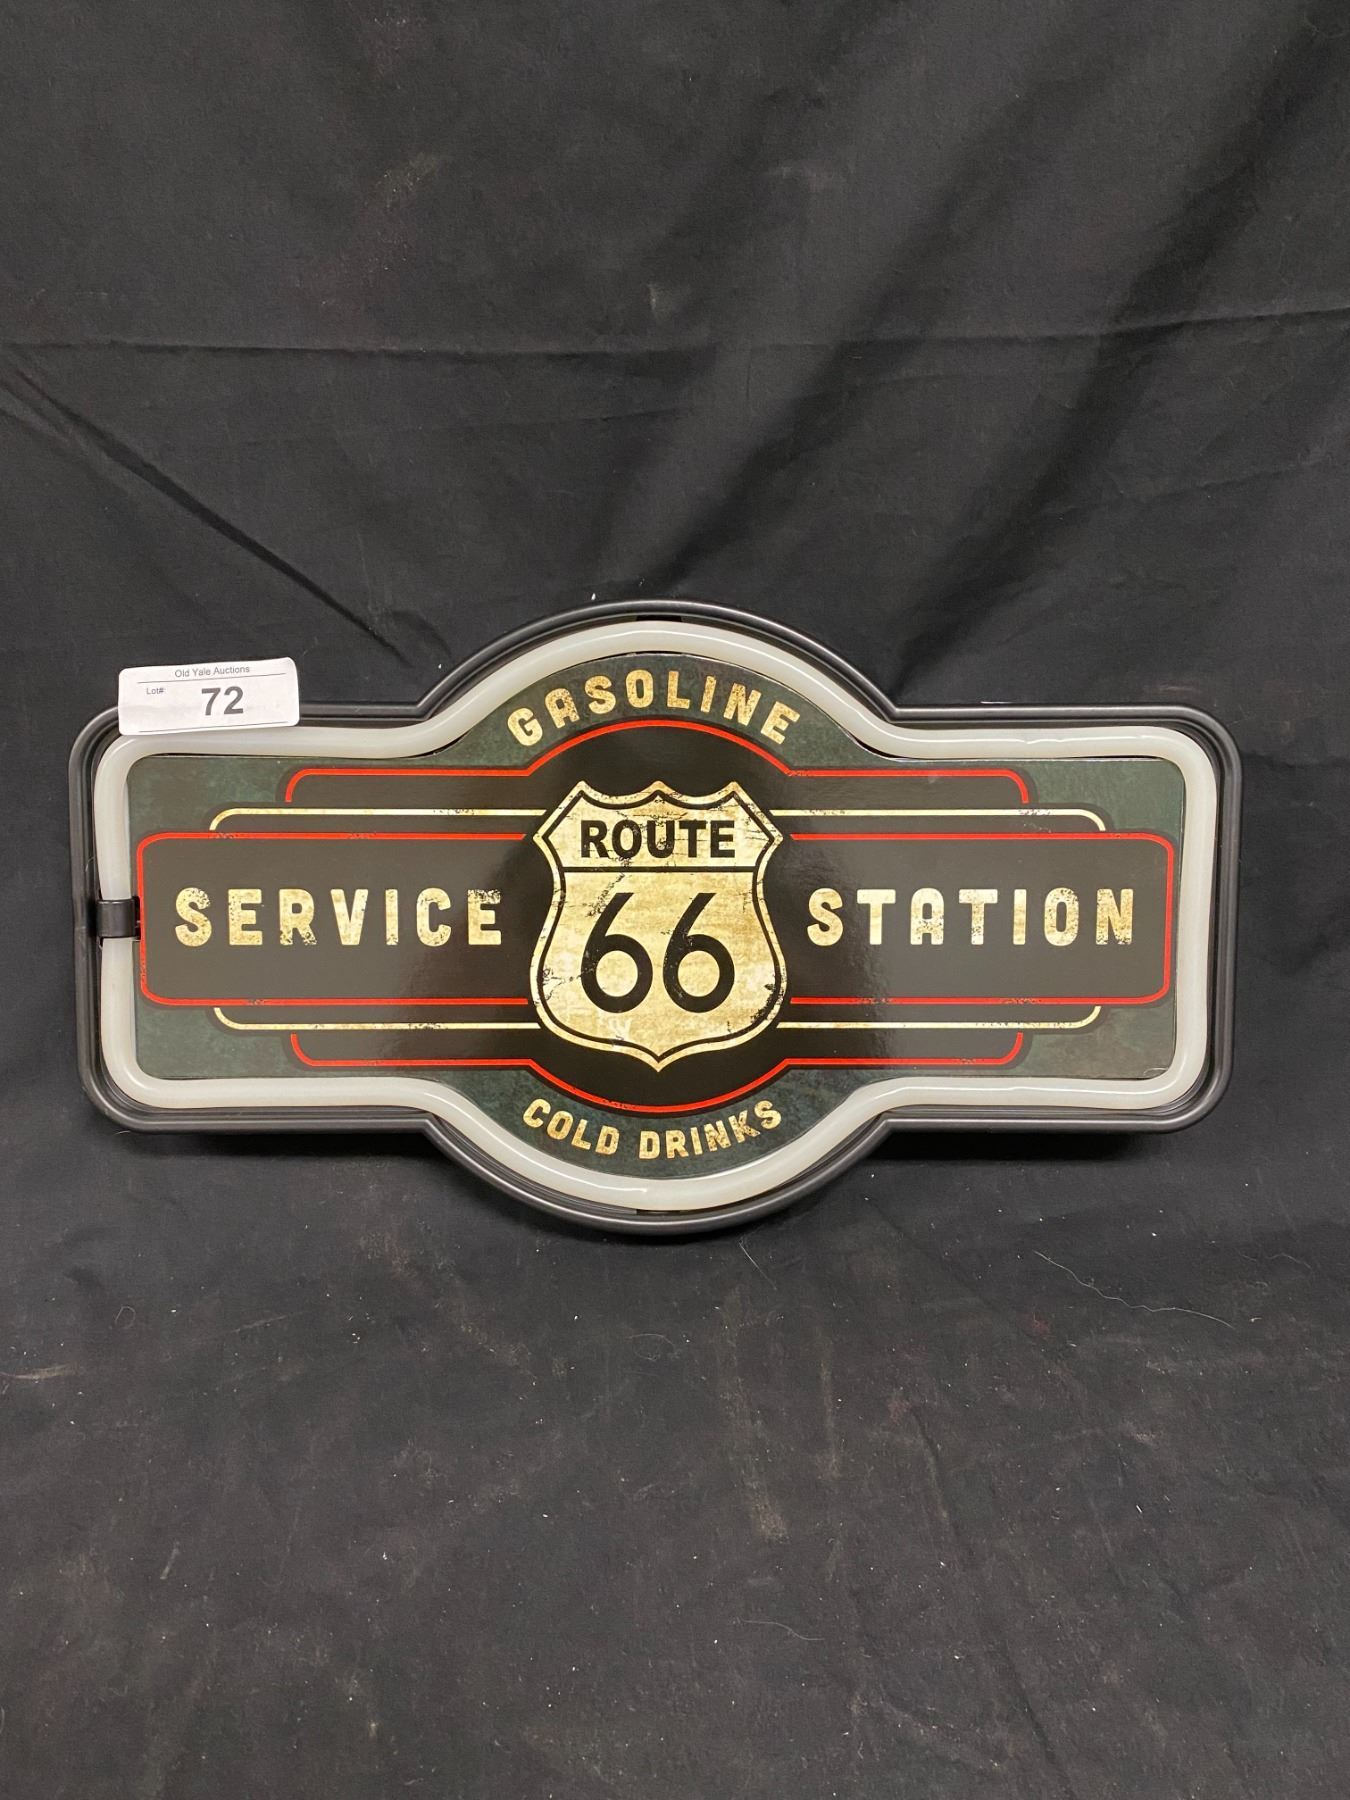 Old Yale Auctions
Lot#:
72
GASOLINE
ROUTE
SERVICE 66 STATION
COLD DRINKS